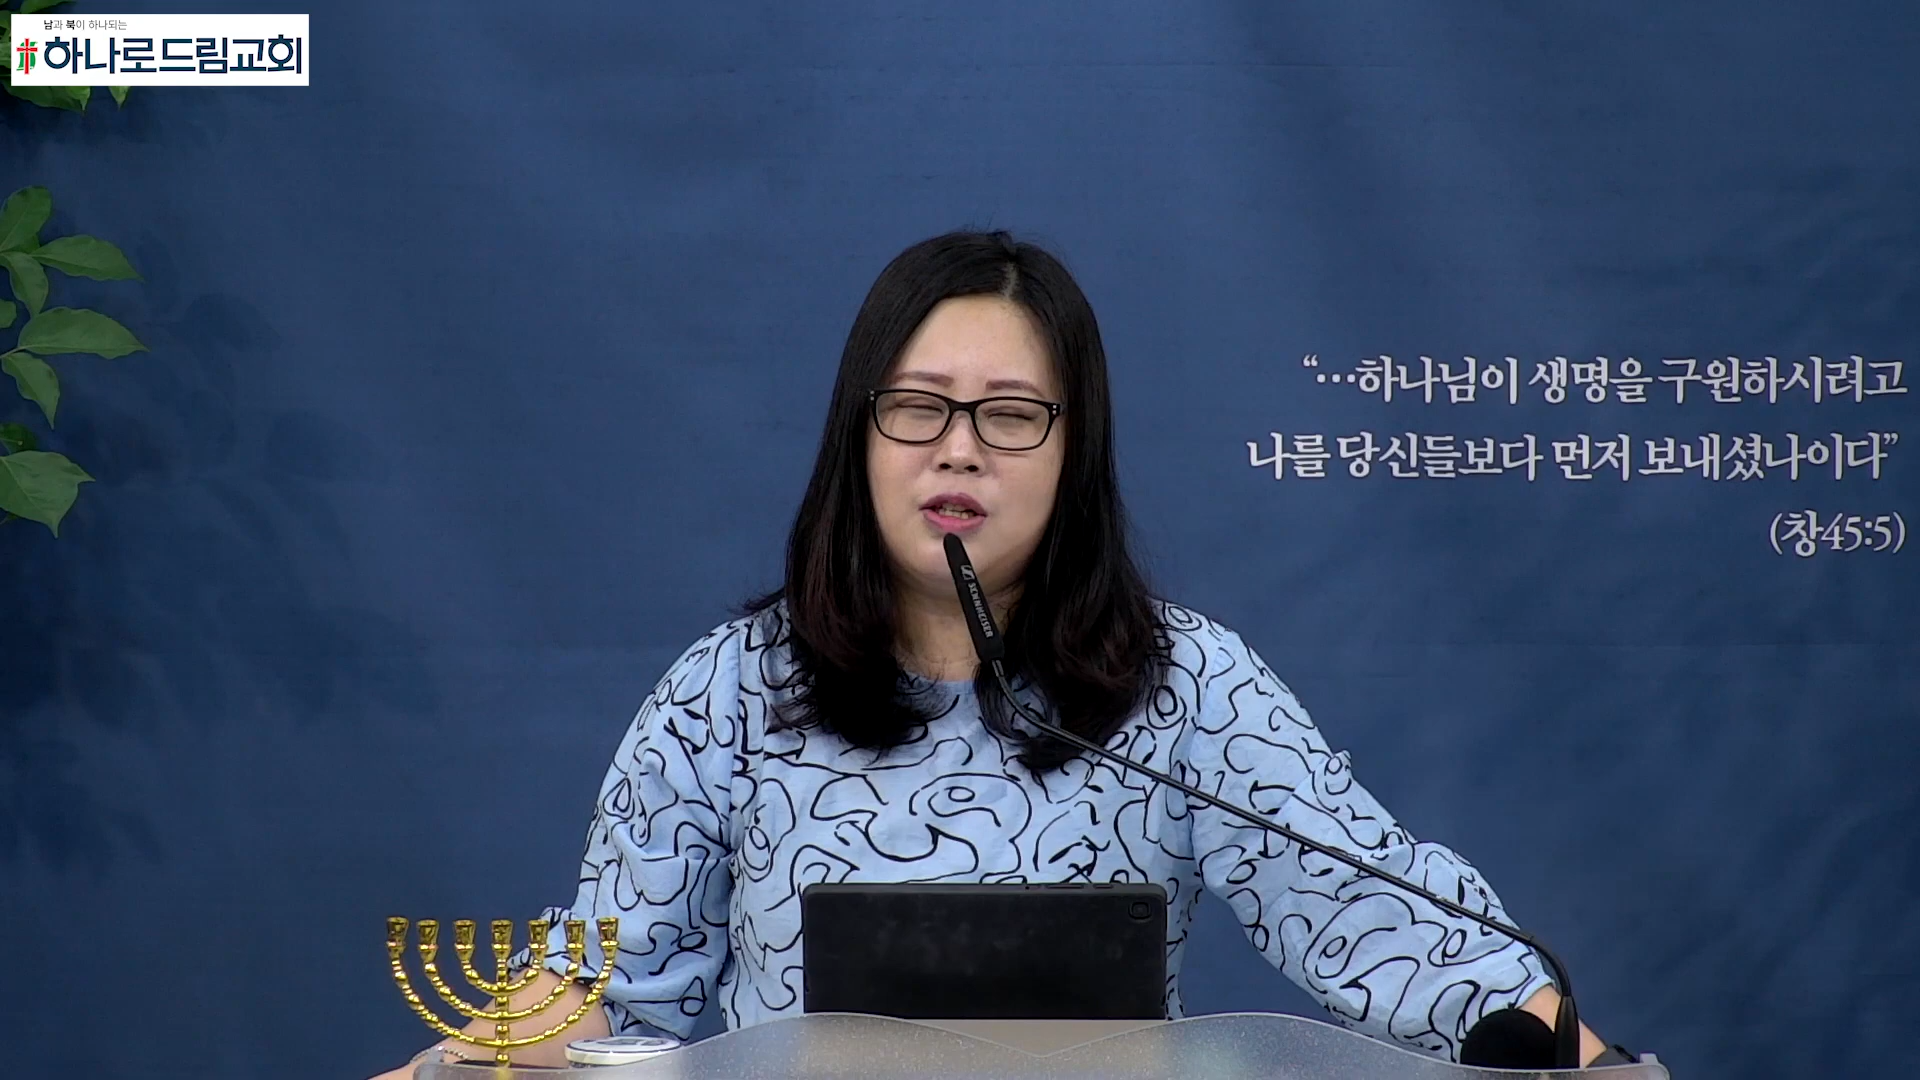 남과 북이 하나되는
하나로드림교회
“…하나님이 생명을 구원하시려고
나를 당신들보다 먼저 보내셨나이다”
(창45:5)
SENNHEISER